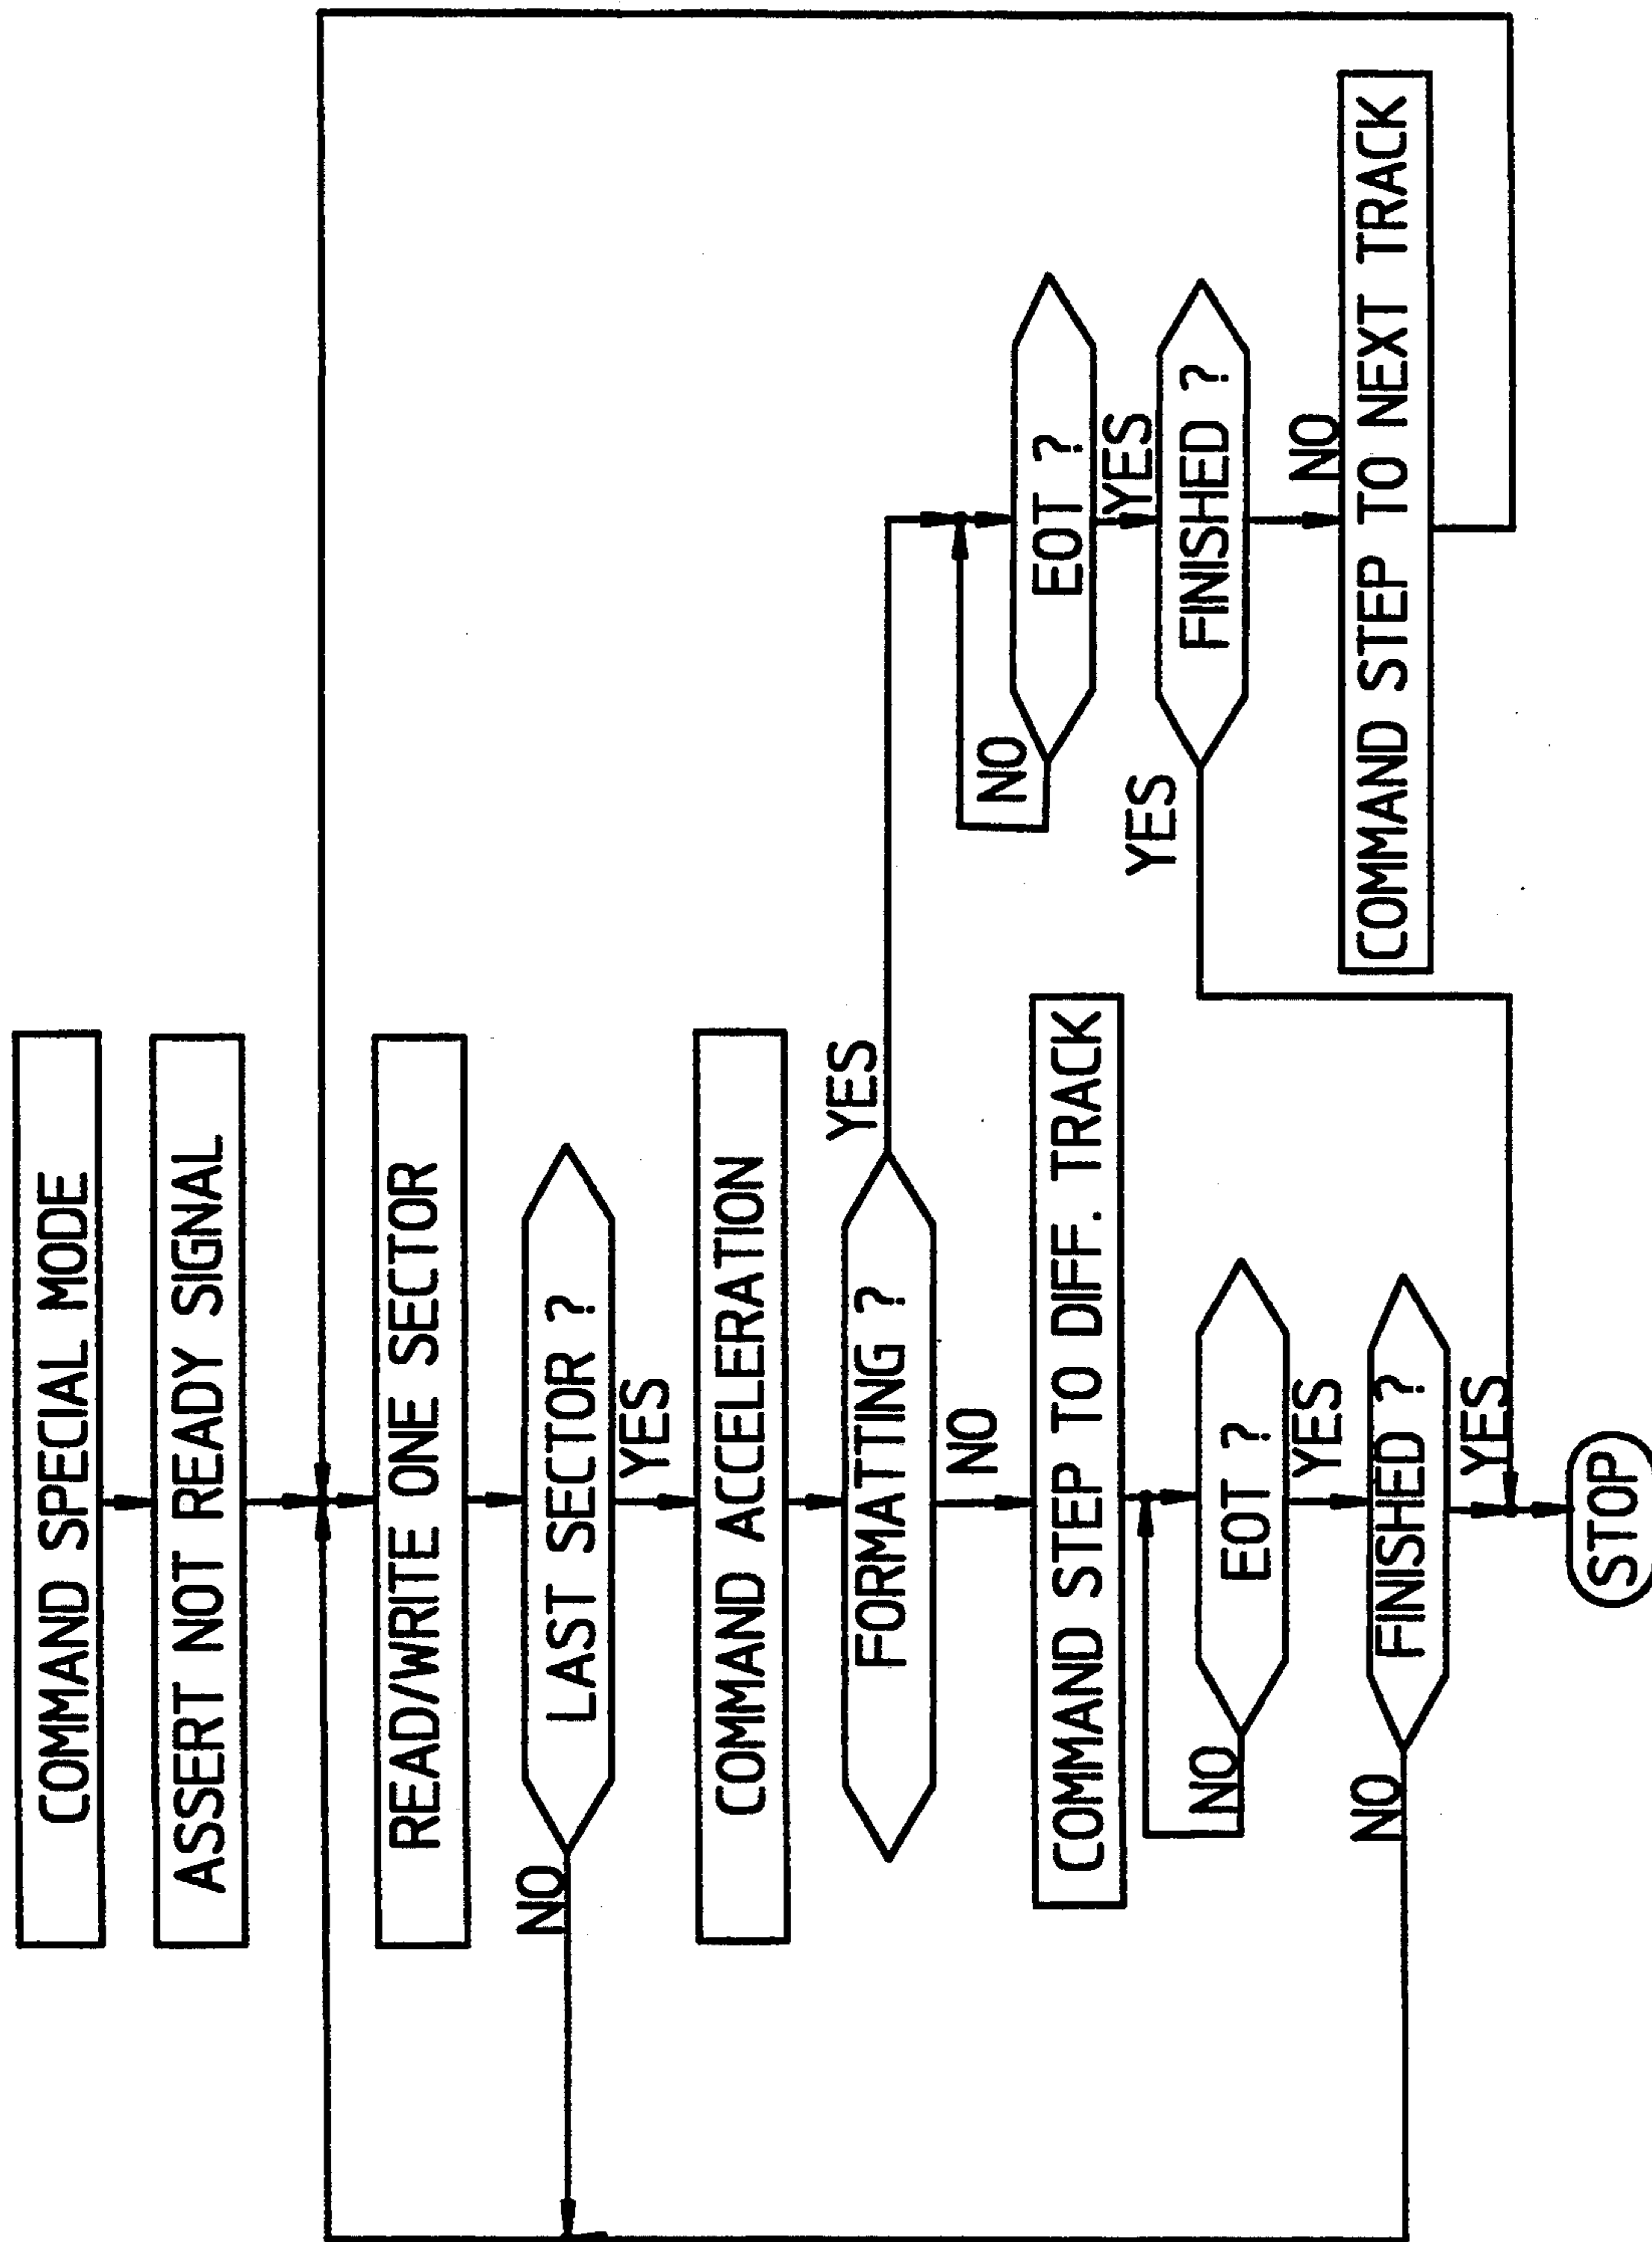 COMMAND SPECIAL MODE
ASSERT NOT READY SIGNAL
READ/WRITE ONE SECTOR
LAST SECTOR ?
NO
YES
COMMAND ACCELERATION
FORMATTING ?
YES
NO
COMMAND STEP TO DIFF. TRACK
EOT ?
NO
YES
FINISHED ?
NO
YES
STOP
EOT ?
NO
YES
FINISHED ?
YES
NO
COMMAND STEP TO NEXT TRACK